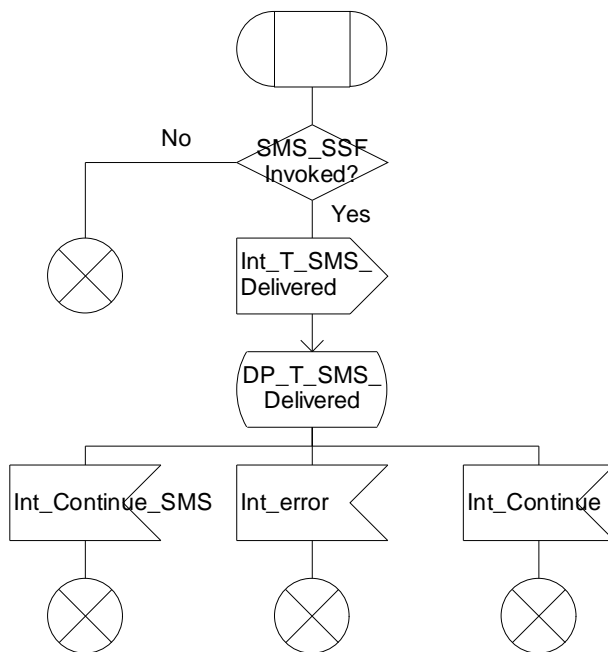 No
SMS_SSF
Invoked?
Yes
Int_T_SMS_
Delivered
DP_T_SMS_
Delivered
Int_Continue_SMS
Int_error
Int_Continue